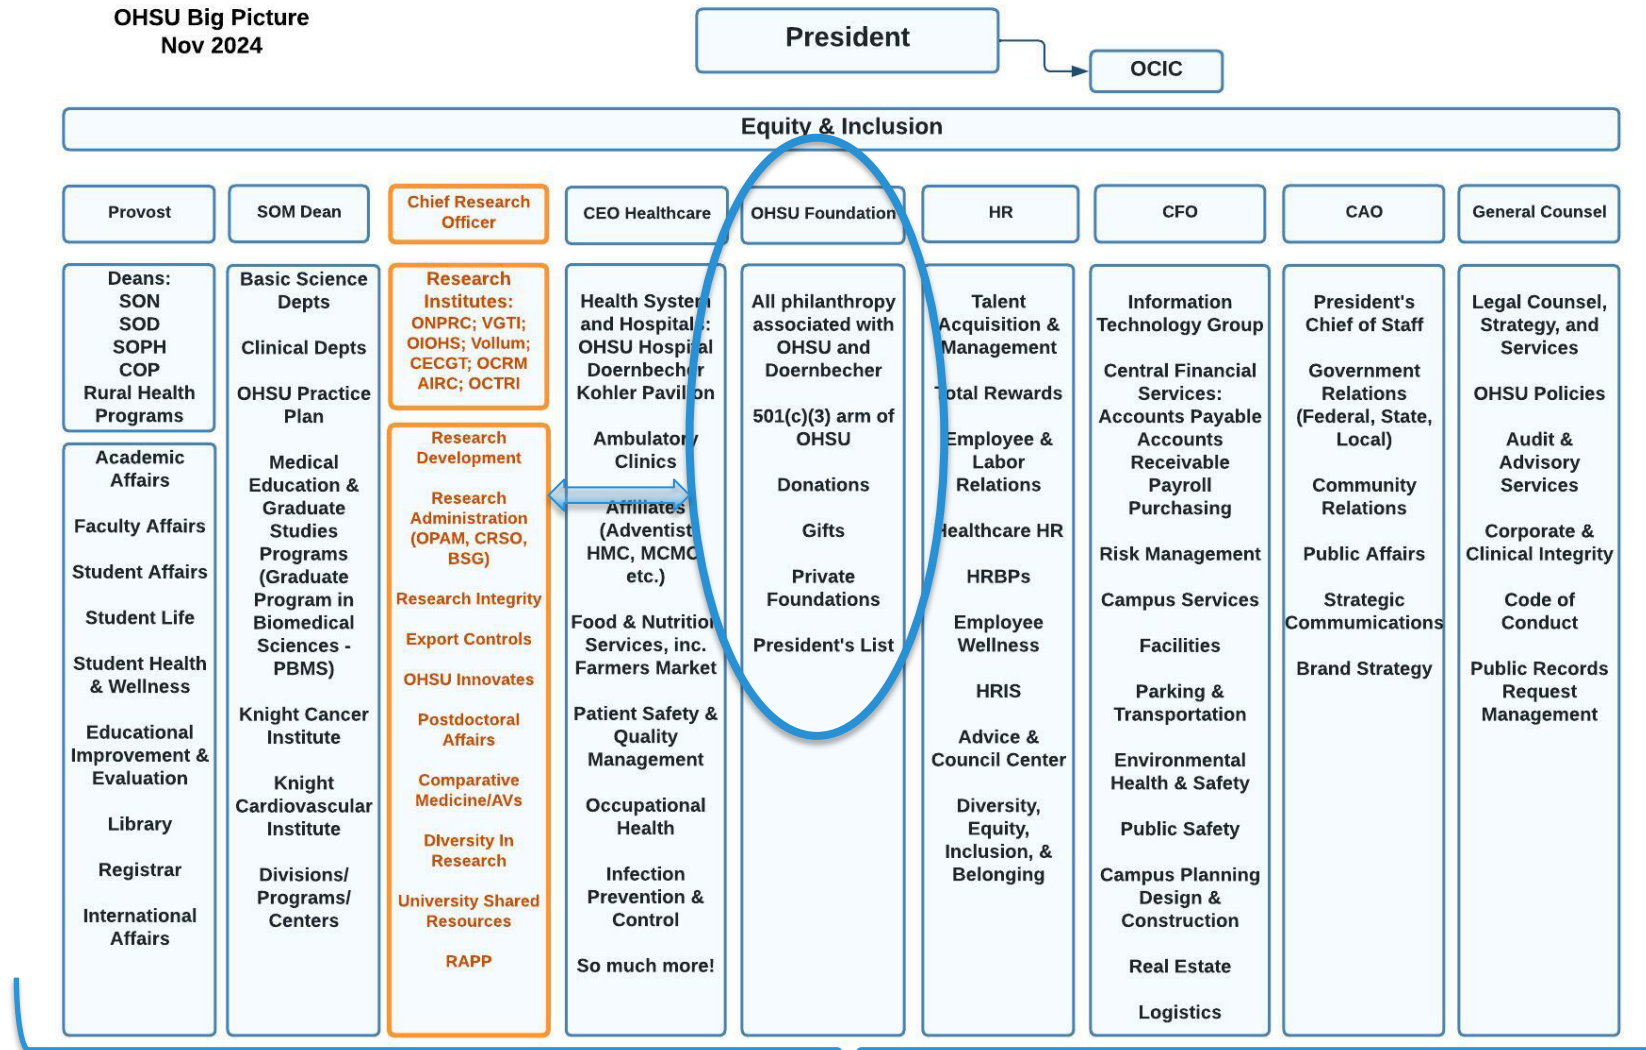 OHSU Big Picture
Nov 2024
President
OCIC
Equity & Inclusion
Provost
SOM Dean
Chief Research
Officer
CEO Healthcare
OHSU Foundation
HR
CFO
CAO
General Counsel
Deans:
SON
SOD
SOPH
COP
Rural Health
Programs
Academic
Affairs
Faculty Affairs
Student Affairs
Student Life
Student Health
& Wellness
Educational
Improvement &
Evaluation
Library
Registrar
International
Affairs
Basic Science
Depts
Clinical Depts
OHSU Practice
Plan
Medical
Education &
Graduate
Studies
Programs
(Graduate
Program in
Biomedical
Sciences -
PBMS)
Knight Cancer
Institute
Knight
Cardiovascular
Institute
Divisions/
Programs/
Centers
Research
Institutes:
ONPRC; VGTI;
OIOHS; Vollum;
CECGT; OCRM
AIRC; OCTRI
Research
Development
Research
Administration
(OPAM, CRSO,
BSG)
Research Integrity
Export Controls
OHSU Innovates
Postdoctoral
Affairs
Comparative
Medicine/AVs
DIversity In
Research
University Shared
Resources
RAPP
Health System
and Hospitals:
OHSU Hospital
Doernbecher
Kohler Pavilion
Ambulatory
Clinics
Affiliates
(Adventist
HMC, MCMC
etc.)
Food & Nutrition
Services, inc.
Farmers Market
Patient Safety &
Quality
Management
Occupational
Health
Infection
Prevention &
Control
So much more!
All philanthropy
associated with
OHSU and
Doernbecher
501(c)(3) arm of
OHSU
Donations
Gifts
Private
Foundations
President's List
Talent
Acquisition &
Management
Total Rewards
Employee &
Labor
Relations
Healthcare HR
HRBPs
Employee
Wellness
HRIS
Advice &
Council Center
Diversity,
Equity,
Inclusion, &
Belonging
Information
Technology Group
Central Financial
Services:
Accounts Payable
Accounts
Receivable
Payroll
Purchasing
Risk Management
Campus Services
Facilities
Parking &
Transportation
Environmental
Health & Safety
Public Safety
Campus Planning
Design &
Construction
Real Estate
Logistics
President's
Chief of Staff
Government
Relations
(Federal, State,
Local)
Community
Relations
Public Affairs
Strategic
Communications
Brand Strategy
Legal Counsel,
Strategy, and
Services
OHSU Policies
Audit &
Advisory
Services
Corporate &
Clinical Integrity
Code of
Conduct
Public Records
Request
Management